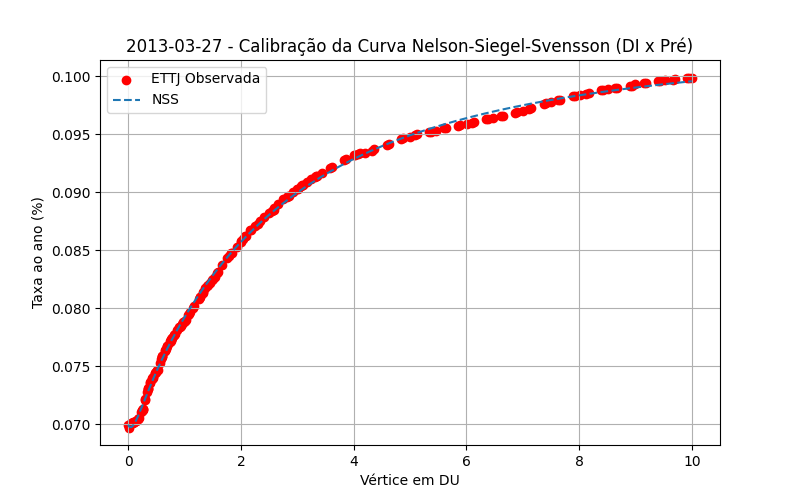 2013-03-27 - Calibração da Curva Nelson-Siegel-Svensson (DI x Pré)
ETTJ Observada
NSS
Taxa ao ano (%)
0.100
0.095
0.090
0.085
0.080
0.075
0.070
0 2 4 6 8 10
Vértice em DU